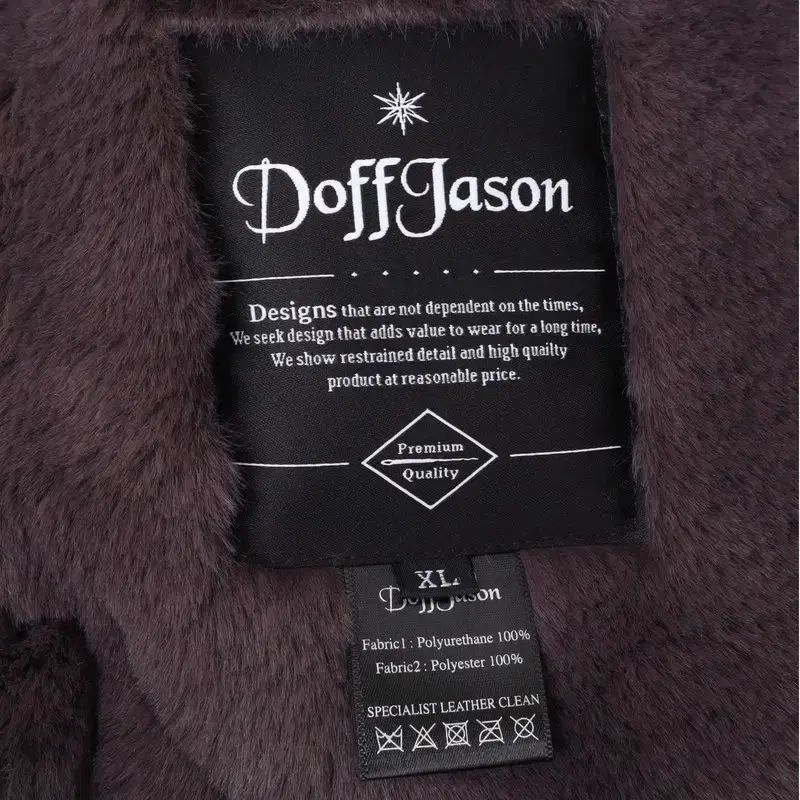 DoffJason
Designs that are not dependent on the times,
We seek design that adds value to wear for a long time,
We show restrained detail and high quailty
product at reasonable price.
Premium
Quality
XL
DoffJason
Fabric1 : Polyurethane 100%
Fabric2 : Polyester 100%
SPECIALIST LEATHER CLEAN